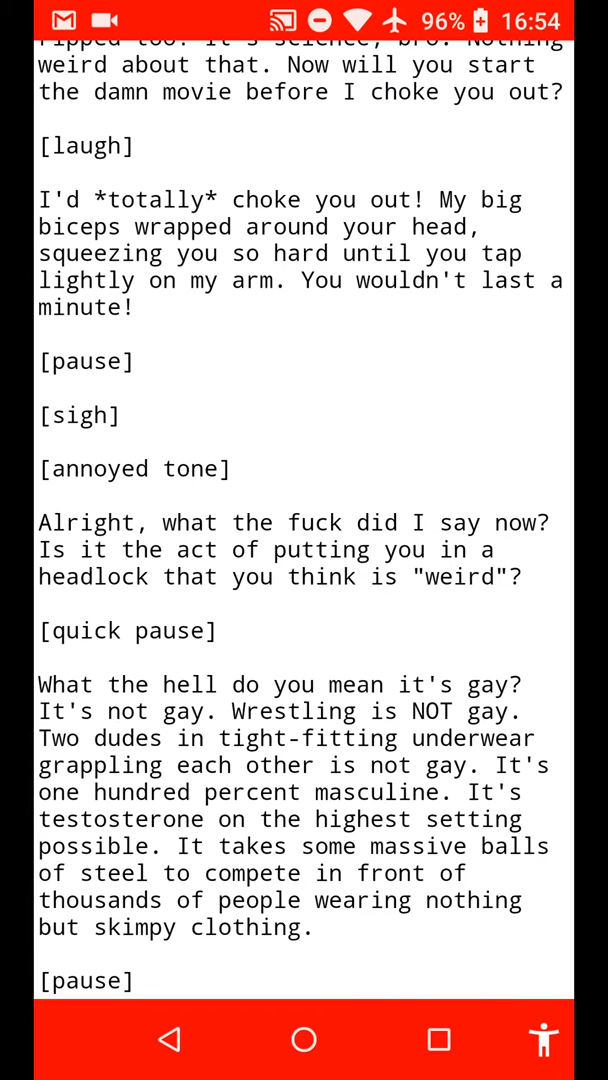 96% 16:54
ripped too. It's science, bro. Nothing
weird about that. Now will you start
the damn movie before I choke you out?
[laugh]
I'd *totally* choke you out! My big
biceps wrapped around your head,
squeezing you so hard until you tap
lightly on my arm. You wouldn't last a
minute!
[pause]
[sigh]
[annoyed tone]
Alright, what the fuck did I say now?
Is it the act of putting you in a
headlock that you think is "weird"?
[quick pause]
What the hell do you mean it's gay?
It's not gay. Wrestling is NOT gay.
Two dudes in tight-fitting underwear
grappling each other is not gay. It's
one hundred percent masculine. It's
testosterone on the highest setting
possible. It takes some massive balls
of steel to compete in front of
thousands of people wearing nothing
but skimpy clothing.
[pause]